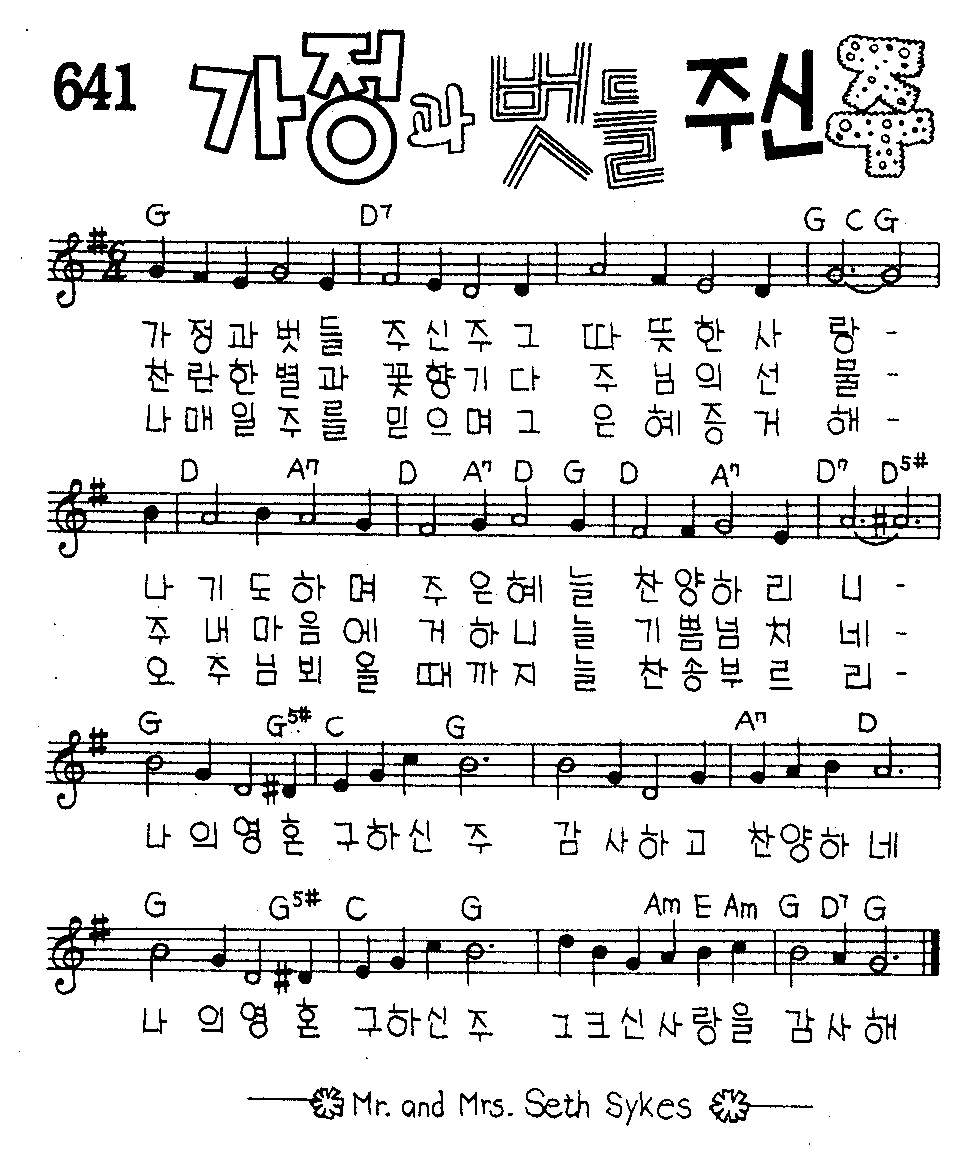 641 가정과 벗들 주신 주
G D7 G C G
6/4
가 정 과 벗 들 주 신 주 그 따 뜻 한 사 랑 -
찬 란 한 별 과 꽃 향 기 다 주 님 의 선 물 -
나 매 일 주 를 믿 으 며 그 은 혜 증 거 해 -
D A7 D A7 D G D A7 D7 D5#
나 기 도 하 며 주 은 혜 늘 찬 양 하 리 니 -
주 내 마 음 에 거 하 니 늘 기 쁨 넘 치 네 -
오 주 님 뵈 올 때 까 지 늘 찬 송 부 르 리 -
G G5# C G A7 D
나 의 영 혼 구 하 신 주 감 사 하 고 찬 양 하 네
G G5# C G Am E Am G D7 G
나 의 영 혼 구 하 신 주 그 크 신 사 랑 을 감 사 해
Mr. and Mrs. Seth Sykes